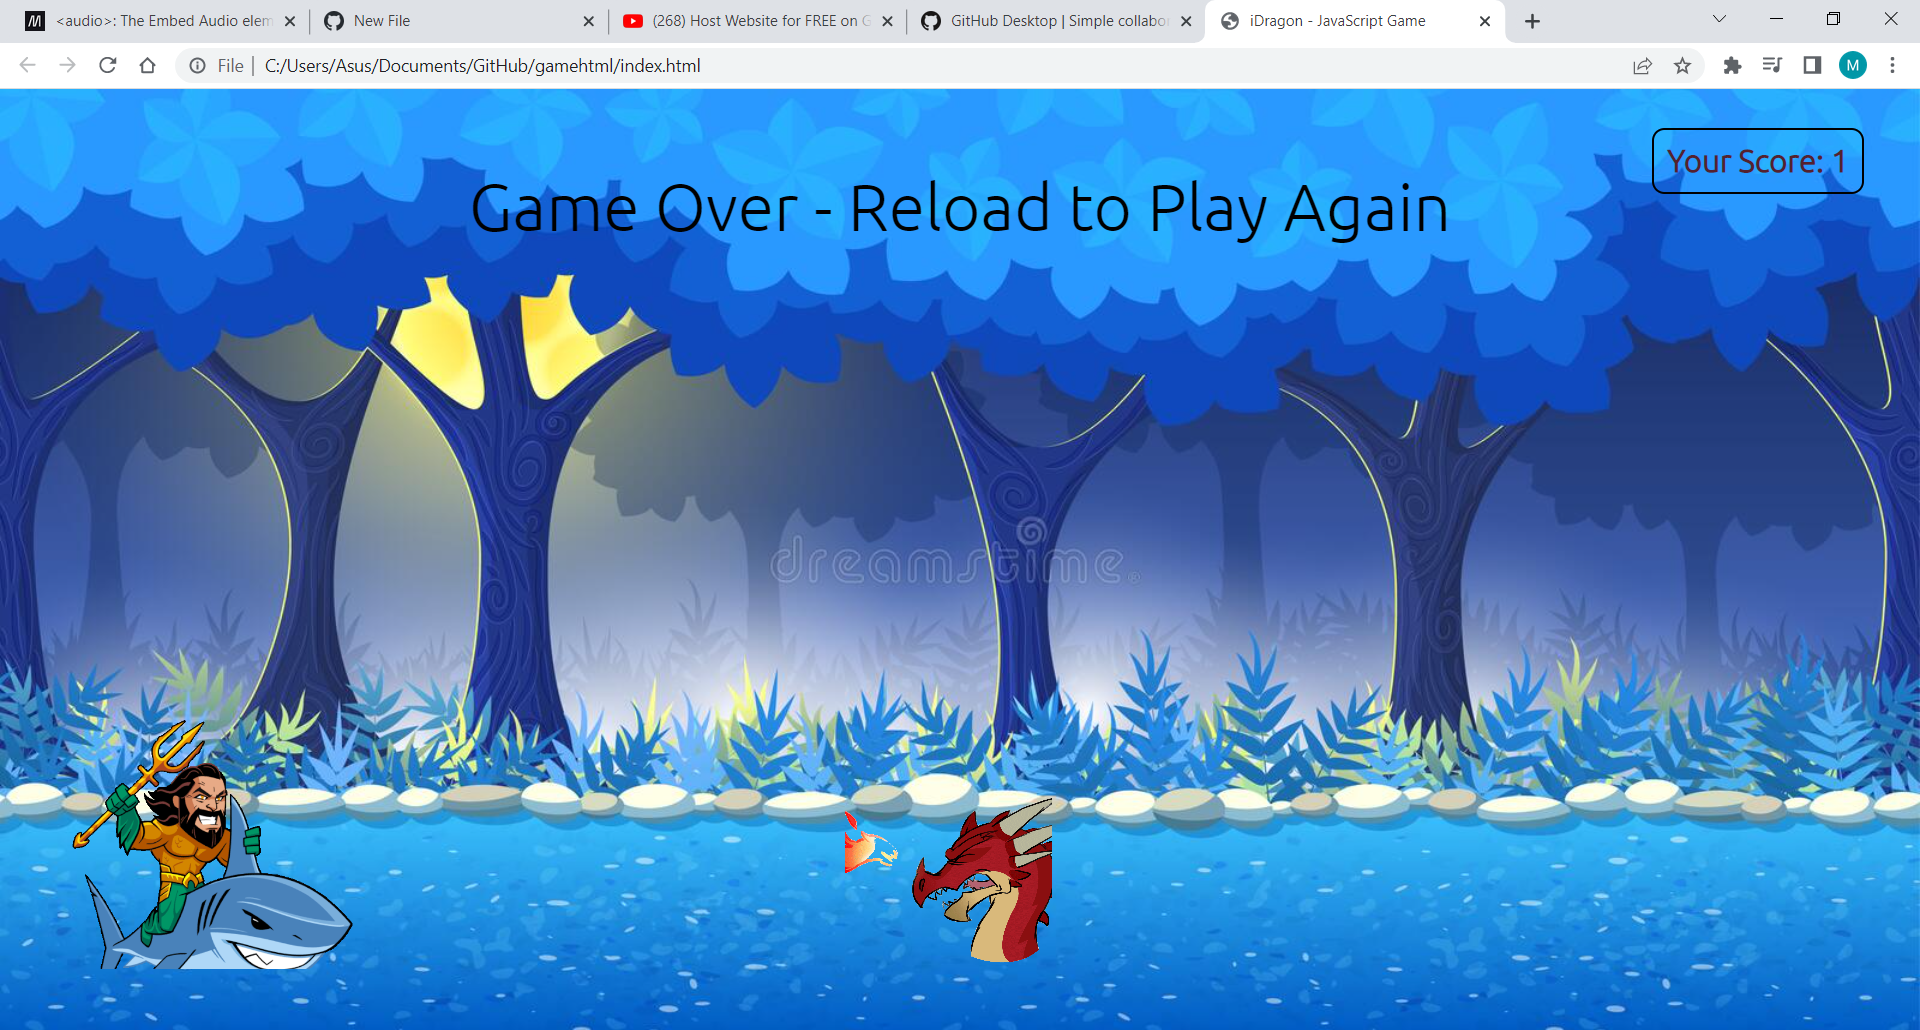 <audio>: The Embed Audio elem
New File
(268) Host Website for FREE on G
GitHub Desktop | Simple collabor
iDragon - JavaScript Game
File
C:/Users/Asus/Documents/GitHub/gamehtml/index.html
M
Your Score: 1
Game Over - Reload to Play Again
dreamstime